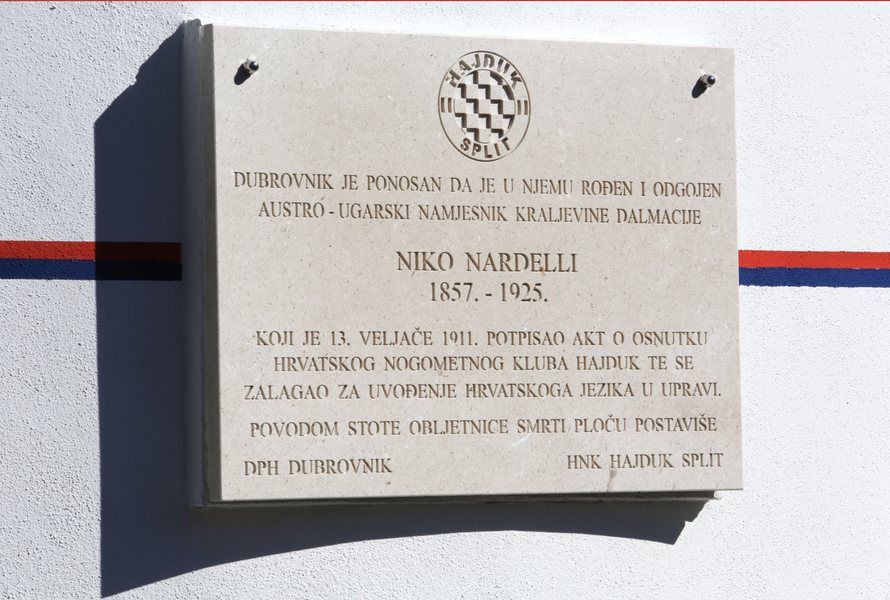 HAJDUK
SPLIT
DUBROVNIK JE PONOSAN DA JE U NJEMU ROĐEN I ODGOJEN
AUSTRO - UGARSKI NAMJESNIK KRALJEVINE DALMACIJE
NIKO NARDELLI
1857. - 1925.
KOJI JE 13. VELJAČE 1911. POTPISAO AKT O OSNUTKU
HRVATSKOG NOGOMETNOG KLUBA HAJDUK TE SE
ZALAGAO ZA UVOĐENJE HRVATSKOGA JEZIKA U UPRAVI.
POVODOM STOTE OBLJETNICE SMRTI PLOČU POSTAVIŠE
DPH DUBROVNIK HNK HAJDUK SPLIT